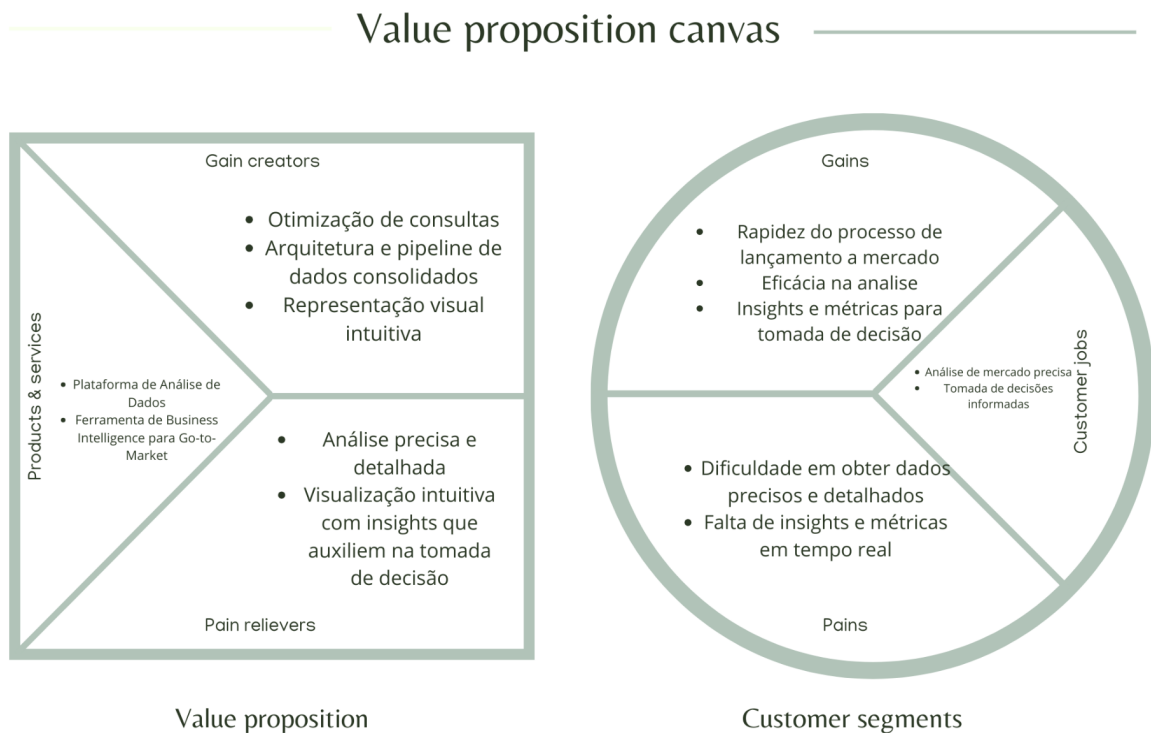 Value proposition canvas
Gain creators
• Otimização de consultas
• Arquitetura e pipeline de
dados consolidados
• Representação visual
intuitiva
Products & services
• Plataforma de Análise de
Dados
• Ferramenta de Business
Intelligence para Go-to-
Market
• Análise precisa e
detalhada
• Visualização intuitiva
com insights que
auxiliem na tomada
de decisão
Pain relievers
Value proposition
Gains
• Rapidez do processo de
lançamento a mercado
• Eficácia na analise
• Insights e métricas para
tomada de decisão
• Análise de mercado precisa
• Tomada de decisões
informadas
Customer jobs
• Dificuldade em obter dados
precisos e detalhados
• Falta de insights e métricas
em tempo real
Pains
Customer segments